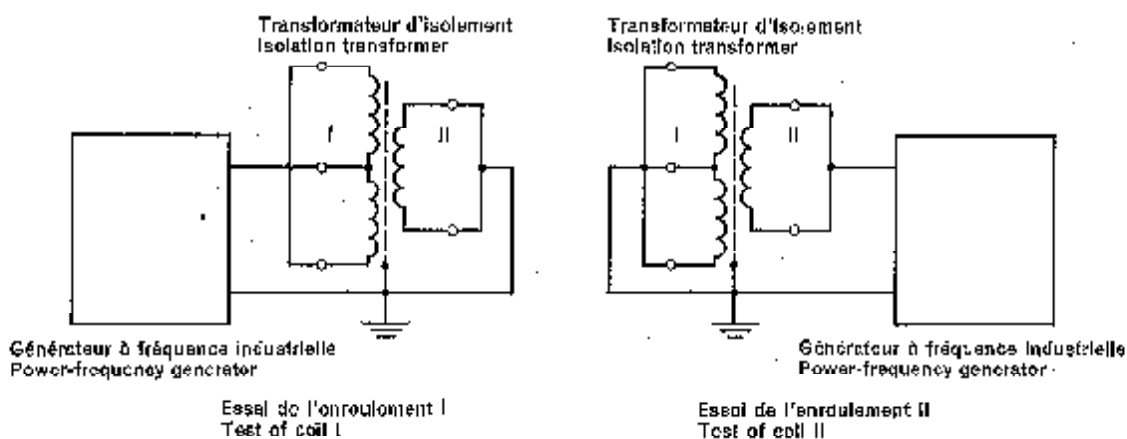 Transformateur d'isolement
Isolation transformer
Transformateur d'isolement
Isolation transformer
I
II
I
II
Générateur à fréquence industrielle
Power-frequency generator
Générateur à fréquence industrielle
Power-frequency generator
Essai de l'enroulement I
Test of coil I
Essai de l'enroulement II
Test of coil II